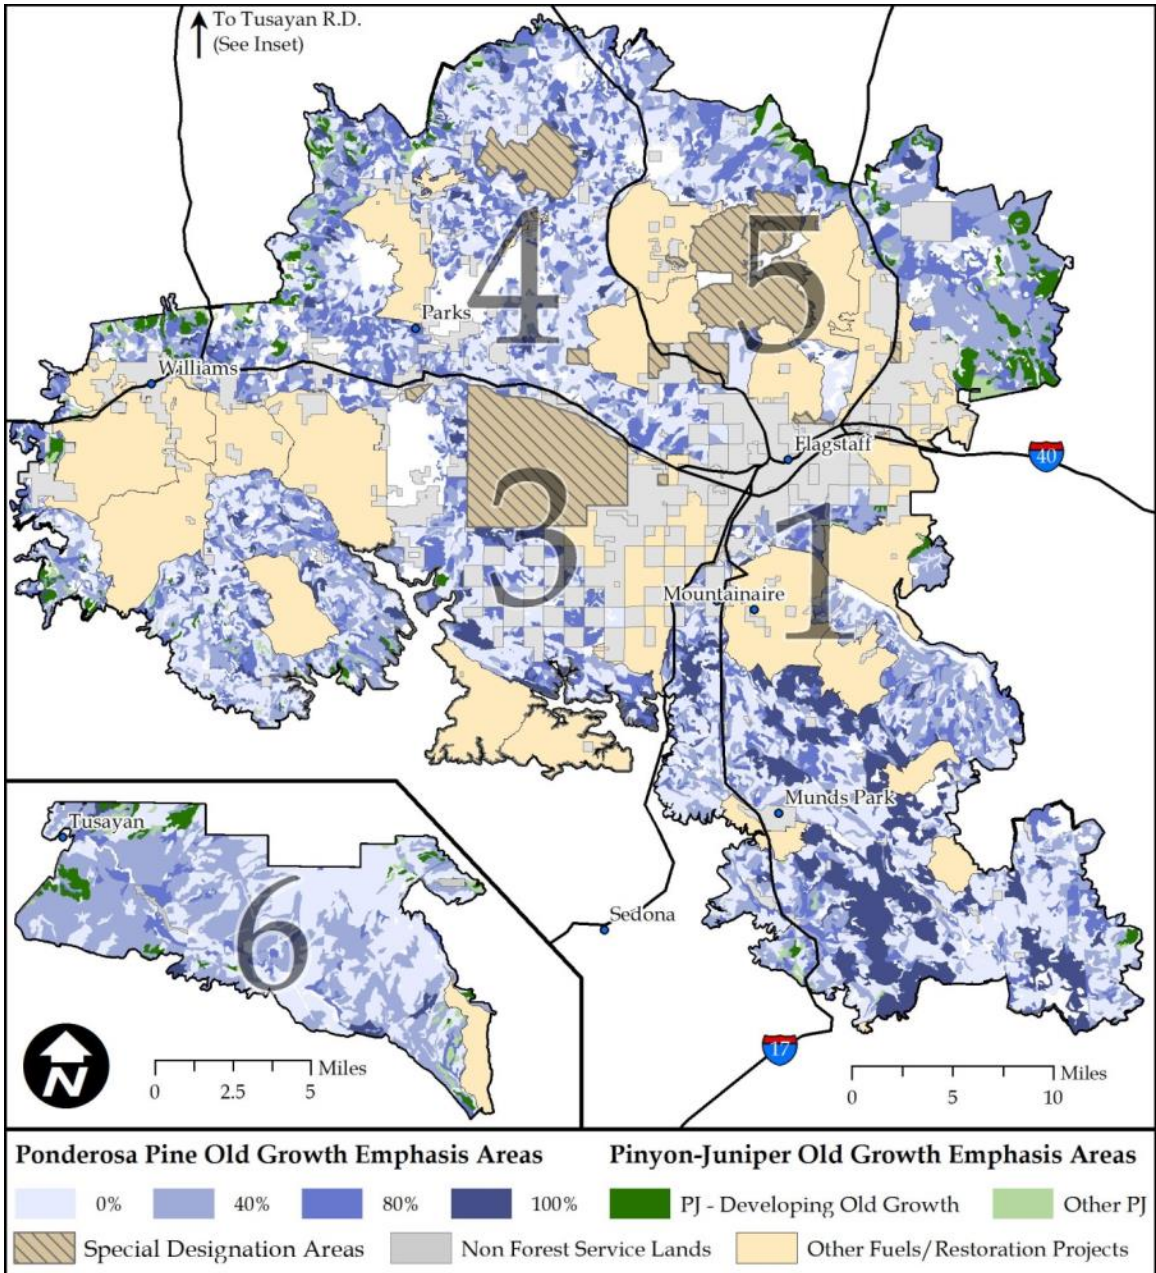 To Tusayan R.D.
(See Inset)
4
5
Parks
Williams
Flagstaff
40
3
1
Mountainaire
Munds Park
Tusayan
6
Sedona
N
Miles
0 2.5 5
17
Miles
0 5 10
Ponderosa Pine Old Growth Emphasis Areas
Pinyon-Juniper Old Growth Emphasis Areas
0% 40% 80% 100%
PJ - Developing Old Growth Other PJ
Special Designation Areas Non Forest Service Lands Other Fuels/Restoration Projects